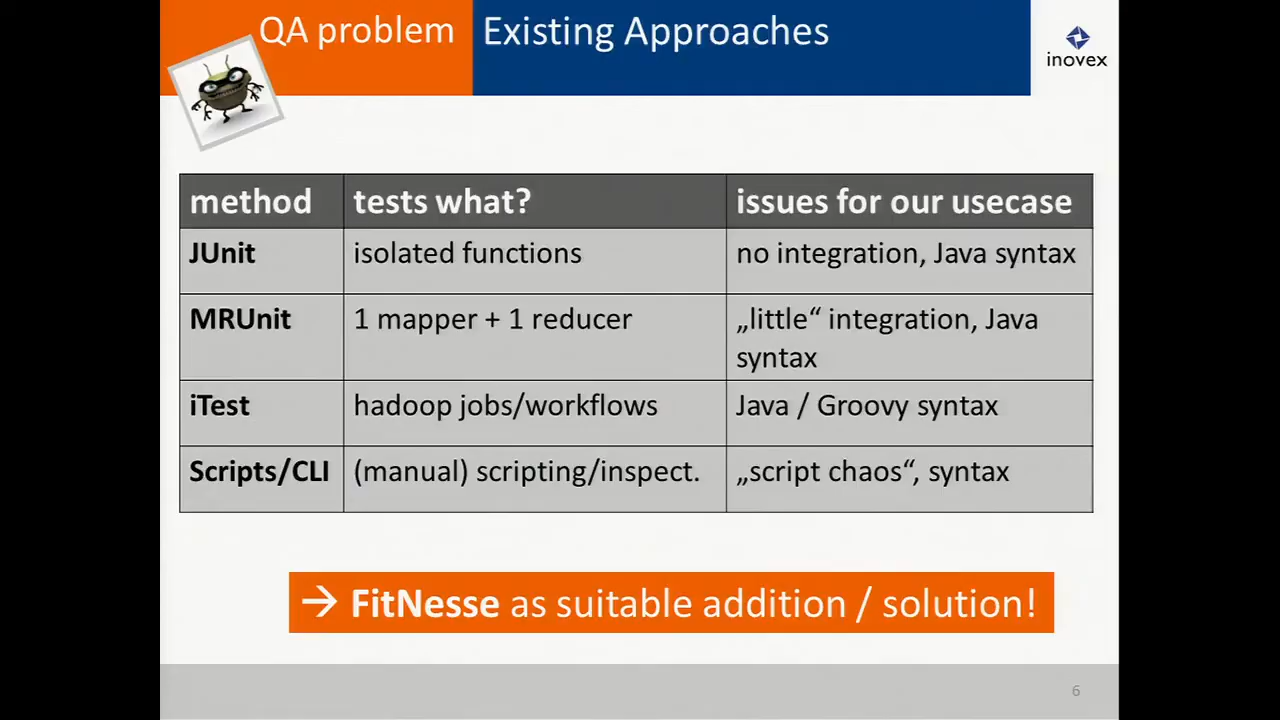 QA problem
Existing Approaches
inovex
method tests what? issues for our usecase
JUnit isolated functions no integration, Java syntax
MRUnit 1 mapper + 1 reducer „little“ integration, Java
syntax
iTest hadoop jobs/workflows Java / Groovy syntax
Scripts/CLI (manual) scripting/inspect. „script chaos“, syntax
→ FitNesse as suitable addition / solution!
6